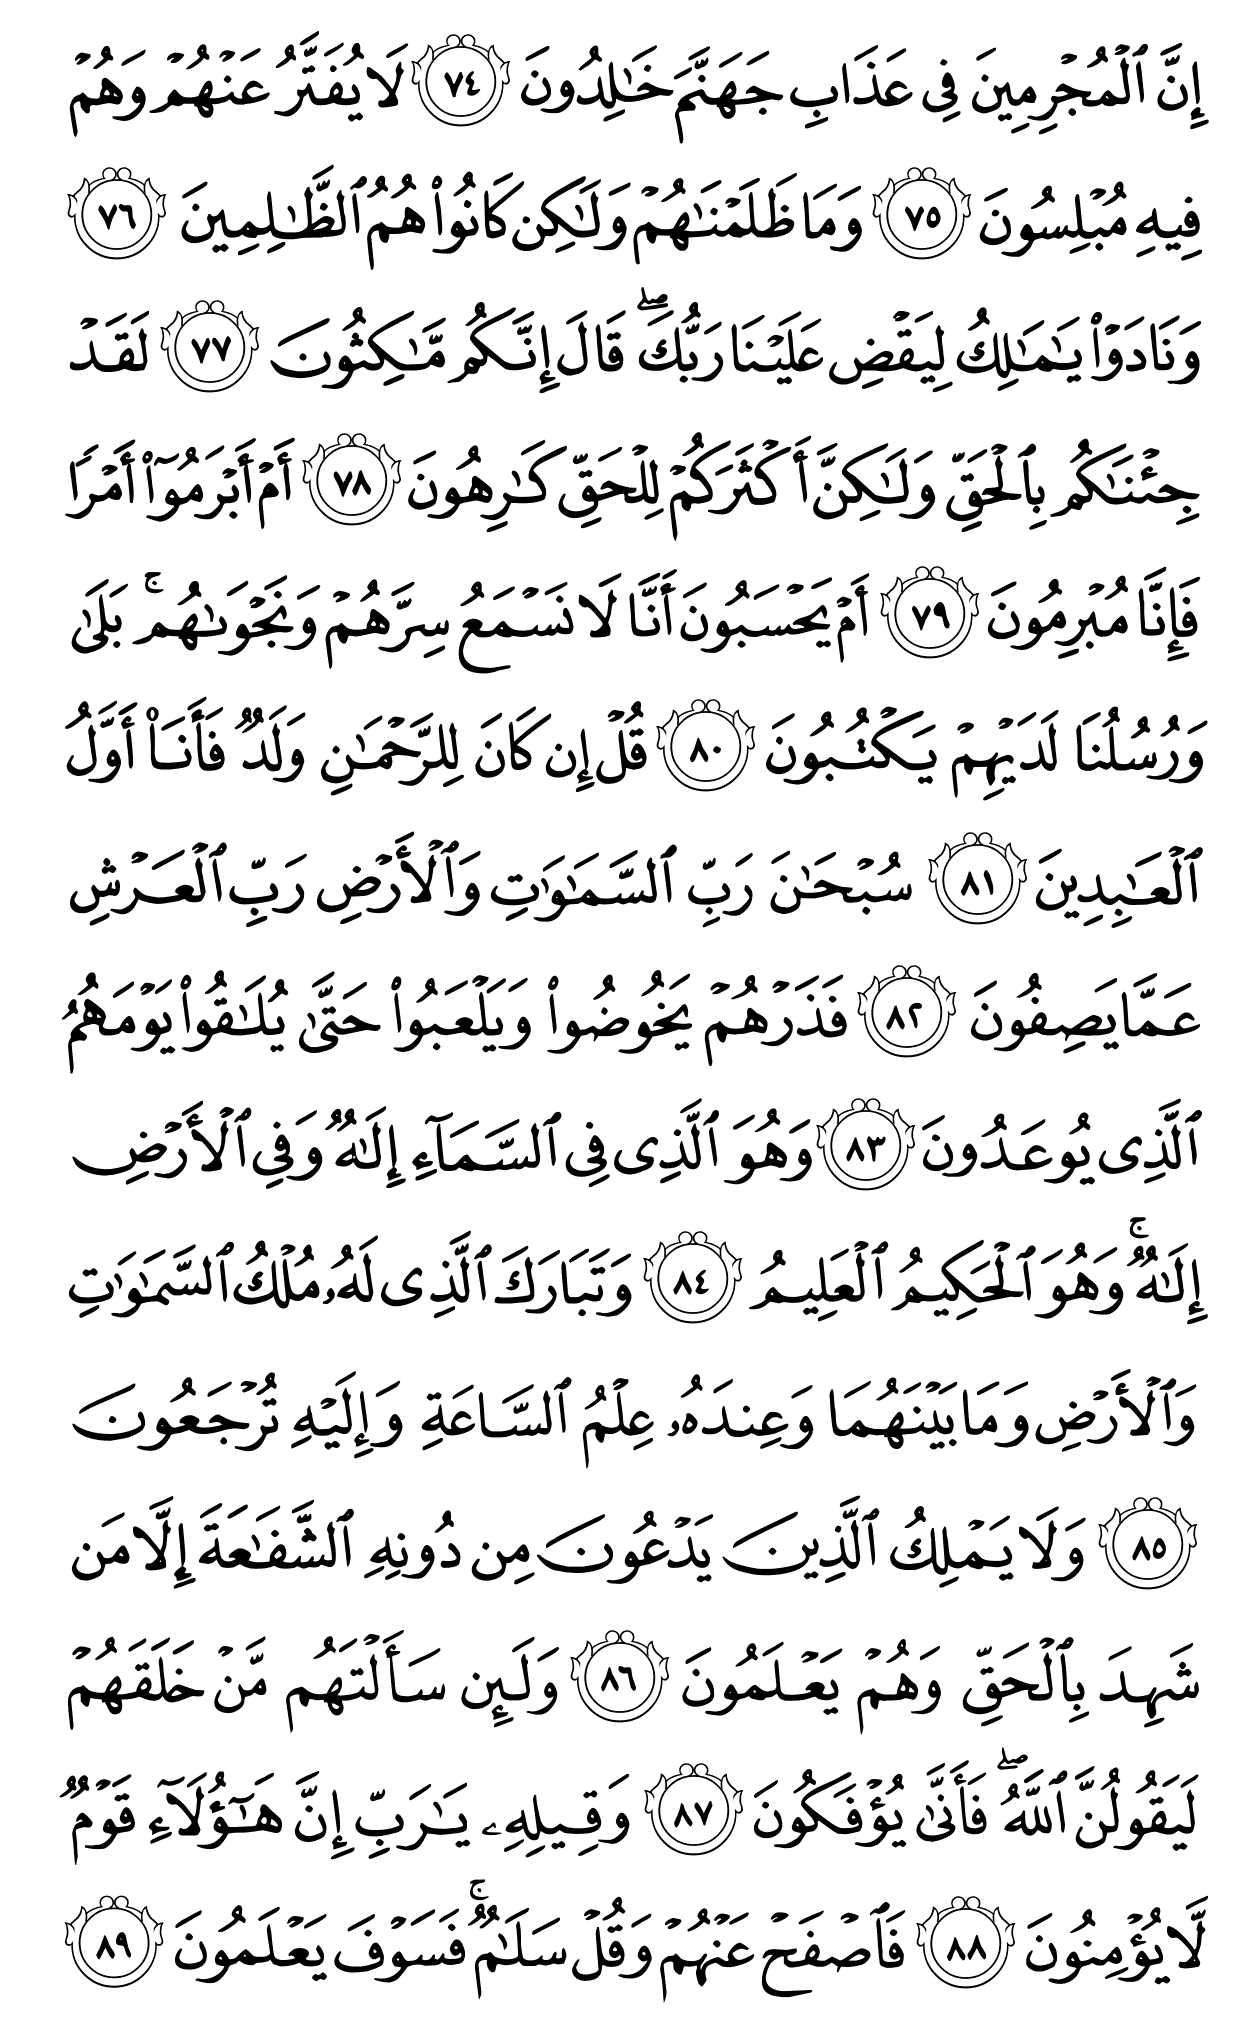 إِنَّ ٱلْمُجْرِمِينَ فِى عَذَابِ جَهَنَّمَ خَٰلِدُونَ ٧٤ لَا يُفَتَّرُ عَنْهُمْ وَهُمْ
فِيهِ مُبْلِسُونَ ٧٥ وَمَا ظَلَمْنَٰهُمْ وَلَٰكِن كَانُوا۟ هُمُ ٱلظَّٰلِمِينَ ٧٦
وَنَادَوْا۟ يَٰمَٰلِكُ لِيَقْضِ عَلَيْنَا رَبُّكَ ۖ قَالَ إِنَّكُم مَّٰكِثُونَ ٧٧ لَقَدْ
جِئْنَٰكُم بِٱلْحَقِّ وَلَٰكِنَّ أَكْثَرَكُمْ لِلْحَقِّ كَٰرِهُونَ ٧٨ أَمْ أَبْرَمُوٓا۟ أَمْرًا
فَإِنَّا مُبْرِمُونَ ٧٩ أَمْ يَحْسَبُونَ أَنَّا لَا نَسْمَعُ سِرَّهُمْ وَنَجْوَىٰهُم ۚ بَلَىٰ
وَرُسُلُنَا لَدَيْهِمْ يَكْتُبُونَ ٨٠ قُلْ إِن كَانَ لِلرَّحْمَٰنِ وَلَدٌ فَأَنَا۠ أَوَّلُ
ٱلْعَٰبِدِينَ ٨١ سُبْحَٰنَ رَبِّ ٱلسَّمَٰوَٰتِ وَٱلْأَرْضِ رَبِّ ٱلْعَرْشِ
عَمَّا يَصِفُونَ ٨٢ فَذَرْهُمْ يَخُوضُوا۟ وَيَلْعَبُوا۟ حَتَّىٰ يُلَٰقُوا۟ يَوْمَهُمُ
ٱلَّذِى يُوعَدُونَ ٨٣ وَهُوَ ٱلَّذِى فِى ٱلسَّمَآءِ إِلَٰهٌ وَفِى ٱلْأَرْضِ
إِلَٰهٌ ۚ وَهُوَ ٱلْحَكِيمُ ٱلْعَلِيمُ ٨٤ وَتَبَارَكَ ٱلَّذِى لَهُۥ مُلْكُ ٱلسَّمَٰوَٰتِ
وَٱلْأَرْضِ وَمَا بَيْنَهُمَا وَعِندَهُۥ عِلْمُ ٱلسَّاعَةِ وَإِلَيْهِ تُرْجَعُونَ
٨٥ وَلَا يَمْلِكُ ٱلَّذِينَ يَدْعُونَ مِن دُونِهِ ٱلشَّفَٰعَةَ إِلَّا مَن
شَهِدَ بِٱلْحَقِّ وَهُمْ يَعْلَمُونَ ٨٦ وَلَئِن سَأَلْتَهُم مَّنْ خَلَقَهُمْ
لَيَقُولُنَّ ٱللَّهُ ۖ فَأَنَّىٰ يُؤْفَكُونَ ٨٧ وَقِيلِهِۦ يَٰرَبِّ إِنَّ هَٰٓؤُلَآءِ قَوْمٌ
لَّا يُؤْمِنُونَ ٨٨ فَٱصْفَحْ عَنْهُمْ وَقُلْ سَلَٰمٌ ۚ فَسَوْفَ يَعْلَمُونَ ٨٩